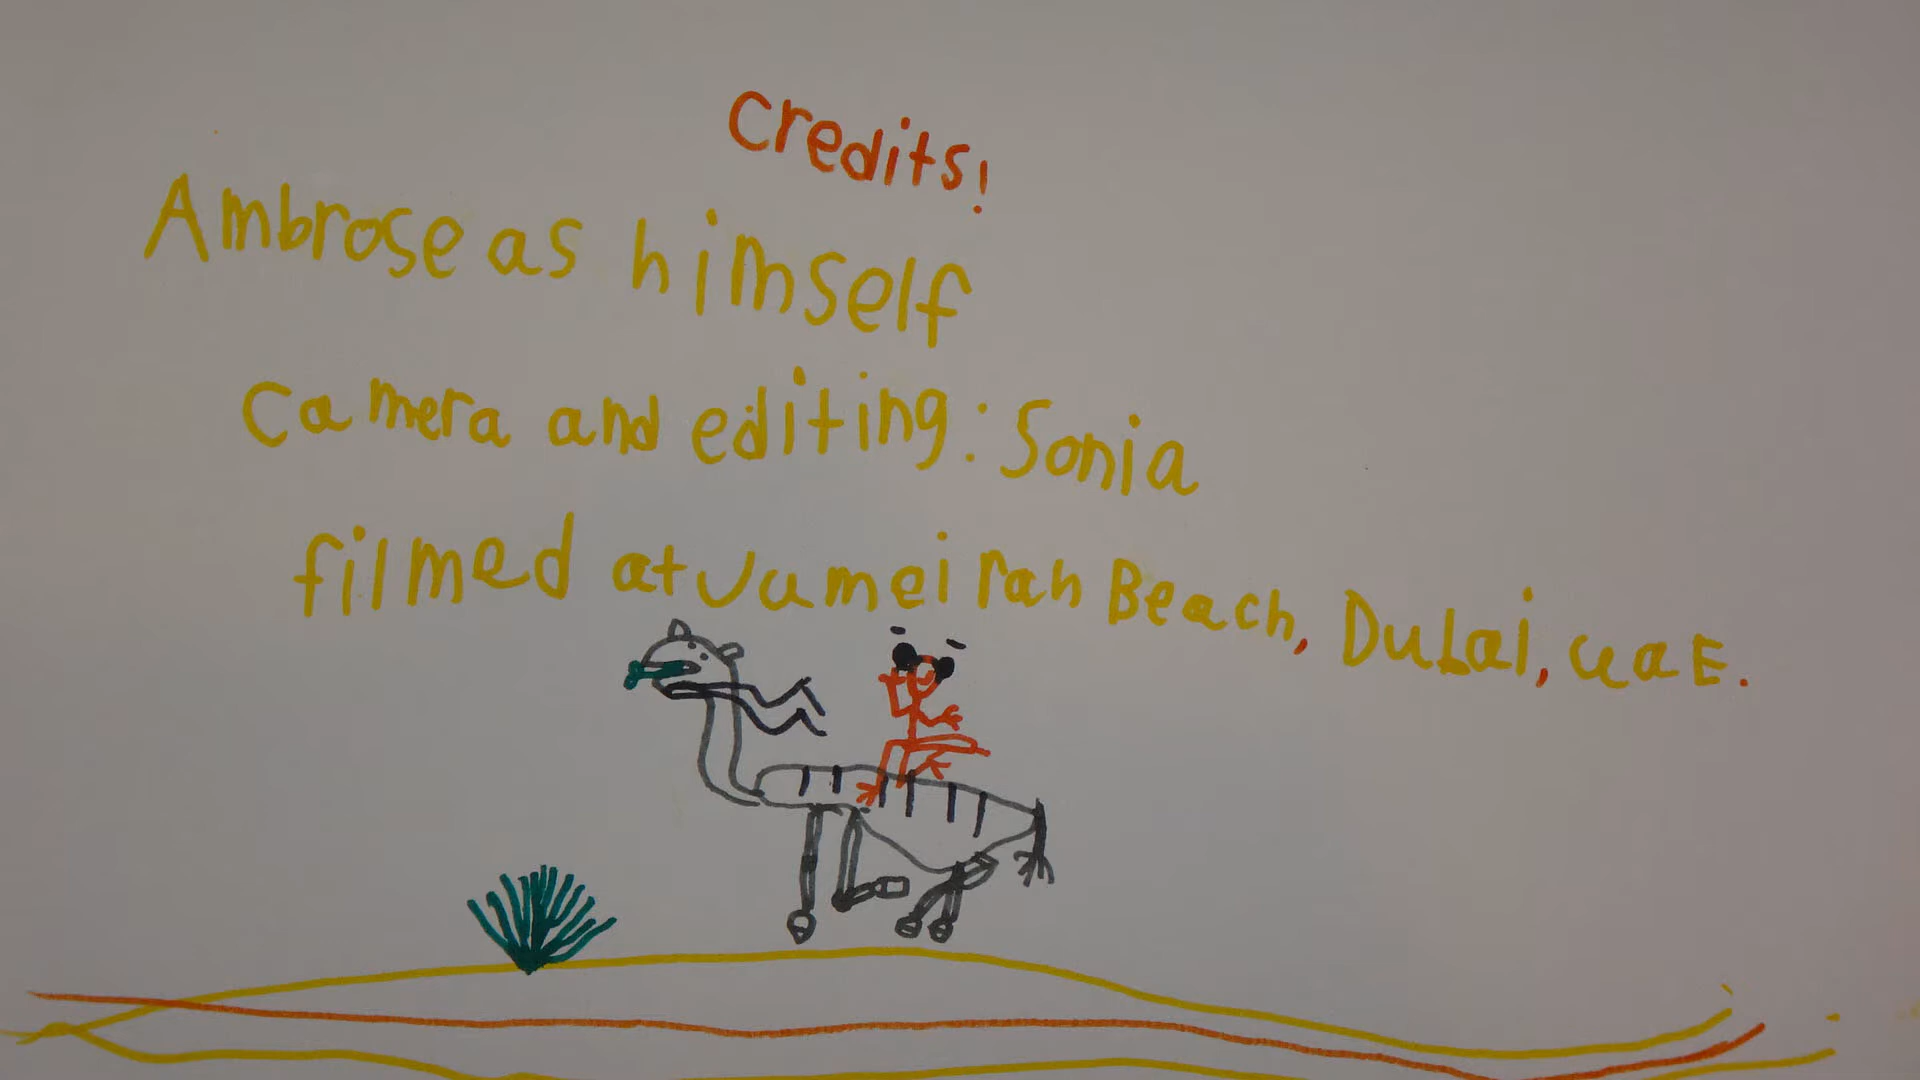 Credits!
Ambrose as himself
Camera and editing: Sonia
filmed at Jumeirah Beach, Dubai, UaE.